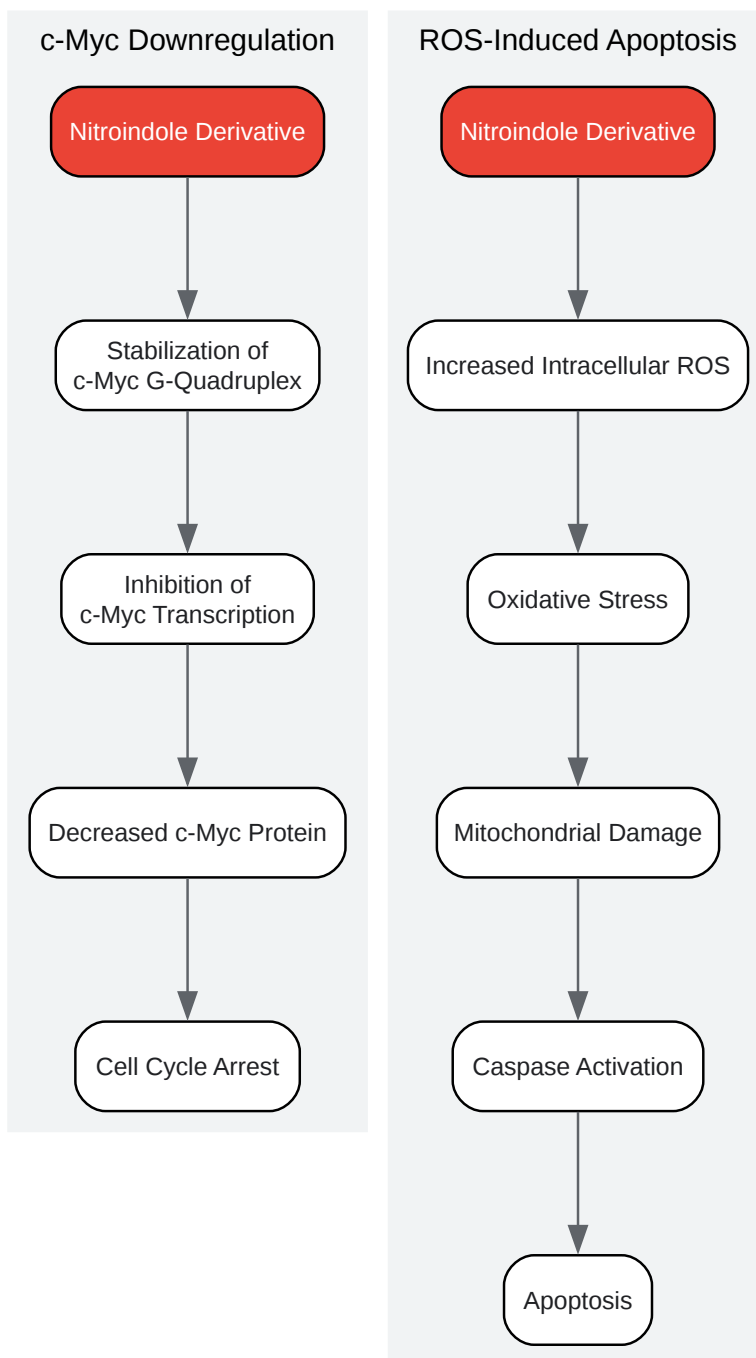 c-Myc Downregulation
Nitroindole Derivative
Stabilization of
c-Myc G-Quadruplex
Inhibition of
c-Myc Transcription
Decreased c-Myc Protein
Cell Cycle Arrest
ROS-Induced Apoptosis
Nitroindole Derivative
Increased Intracellular ROS
Oxidative Stress
Mitochondrial Damage
Caspase Activation
Apoptosis